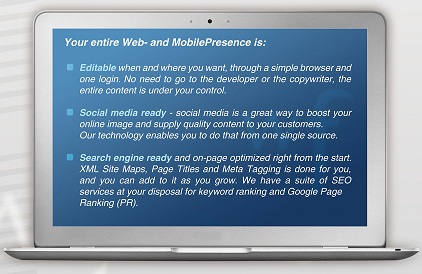 Your entire Web- and MobilePresence is:
Editable when and where you want, through a simple browser and
one login. No need to go to the developer or the copywriter, the
entire content is under your control.
Social media ready - social media is a great way to boost your
online image and supply quality content to your customers.
Our technology enables you to do that from one single source.
Search engine ready and on-page optimized right from the start.
XML Site Maps, Page Titles and Meta Tagging is done for you,
and you can add to it as you grow. We have a suite of SEO
services at your disposal for keyword ranking and Google Page
Ranking (PR).